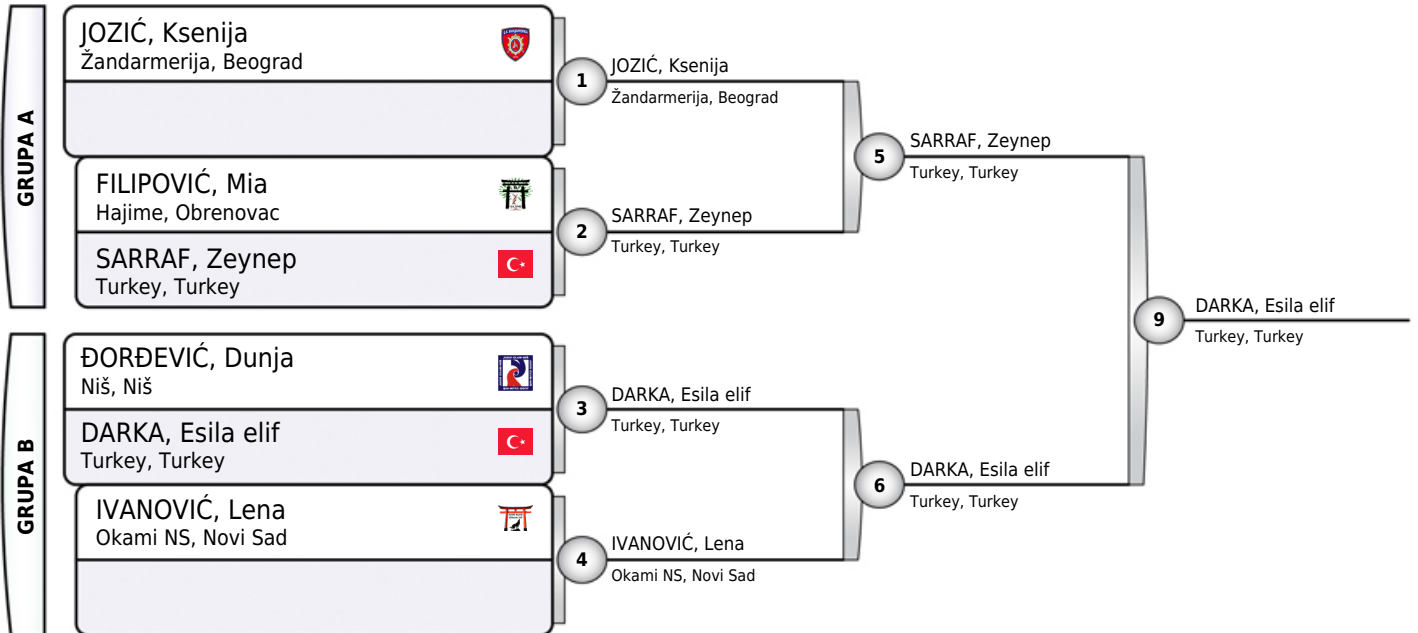 GRUPA A
JOZIĆ, Ksenija
Žandarmerija, Beograd
FILIPOVIĆ, Mia
Hajime, Obrenovac
SARRAF, Zeynep
Turkey, Turkey
GRUPA B
ĐORĐEVIĆ, Dunja
Niš, Niš
DARKA, Esila elif
Turkey, Turkey
IVANOVIĆ, Lena
Okami NS, Novi Sad
1
JOZIĆ, Ksenija
Žandarmerija, Beograd
2
SARRAF, Zeynep
Turkey, Turkey
3
DARKA, Esila elif
Turkey, Turkey
4
IVANOVIĆ, Lena
Okami NS, Novi Sad
5
SARRAF, Zeynep
Turkey, Turkey
6
DARKA, Esila elif
Turkey, Turkey
9
DARKA, Esila elif
Turkey, Turkey